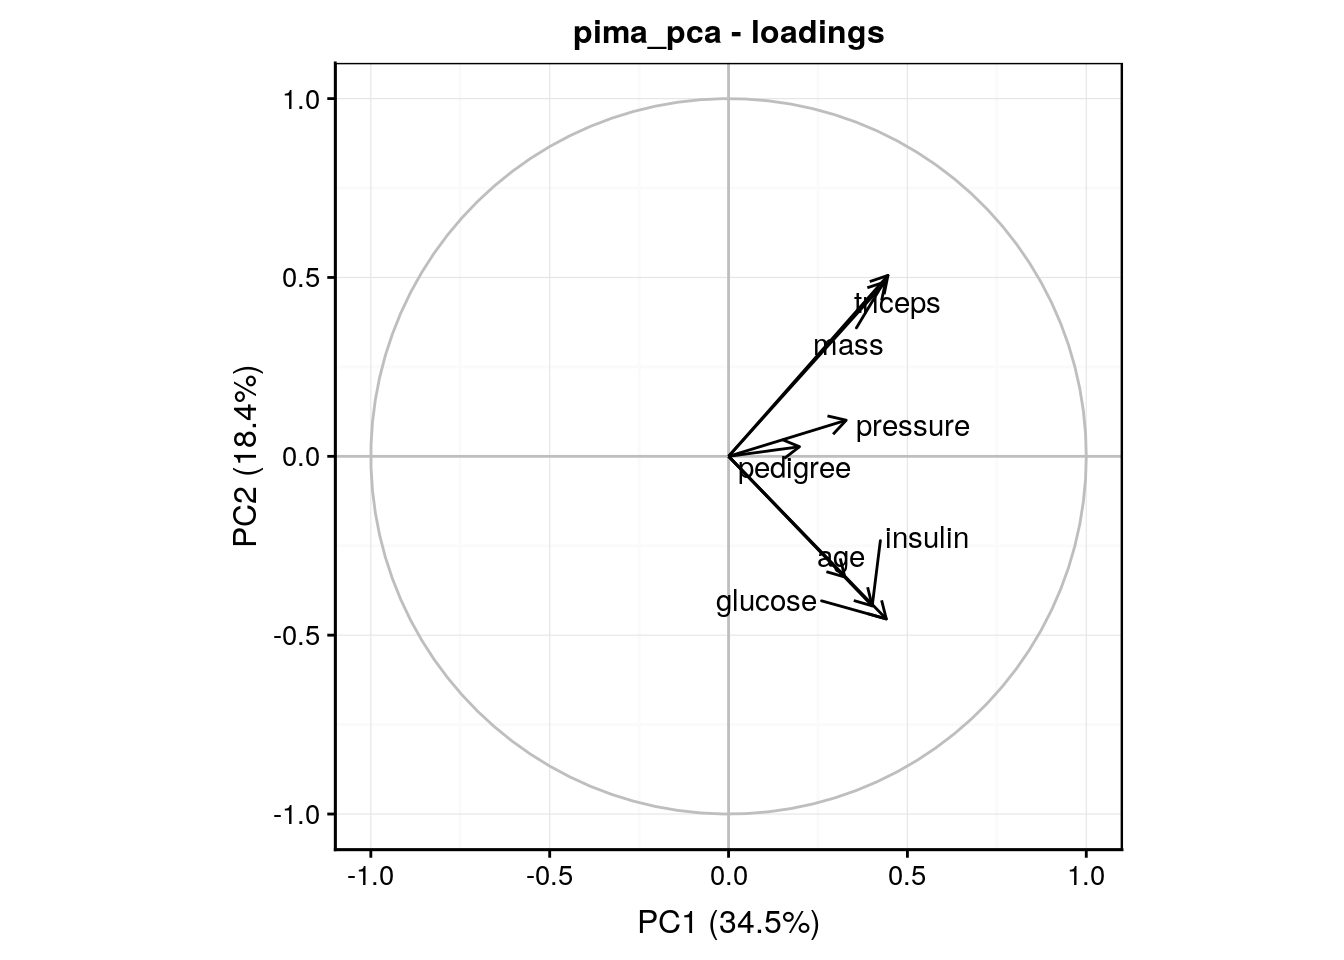 pima_pca - loadings
1.0
0.5
0.0
-0.5
-1.0
PC2 (18.4%)
triceps
mass
pressure
pedigree
insulin
age
glucose
-1.0
-0.5
0.0
0.5
1.0
PC1 (34.5%)